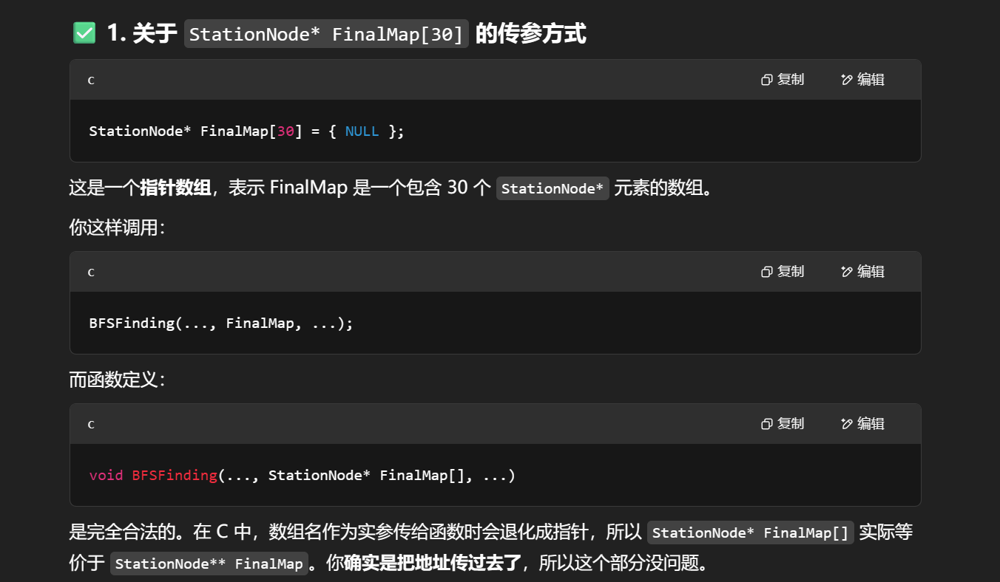 ✅ 1. 关于 StationNode* FinalMap[30] 的传参方式
c 复制 编辑
StationNode* FinalMap[30] = { NULL };
这是一个指针数组，表示 FinalMap 是一个包含 30 个 StationNode* 元素的数组。
你这样调用：
c 复制 编辑
BFSFinding(..., FinalMap, ...);
而函数定义：
c 复制 编辑
void BFSFinding(..., StationNode* FinalMap[], ...)
是完全合法的。在 C 中，数组名作为实参传给函数时会退化成指针，所以 StationNode* FinalMap[] 实际等
价于 StationNode** FinalMap。你确实是把地址传过去了，所以这个部分没问题。